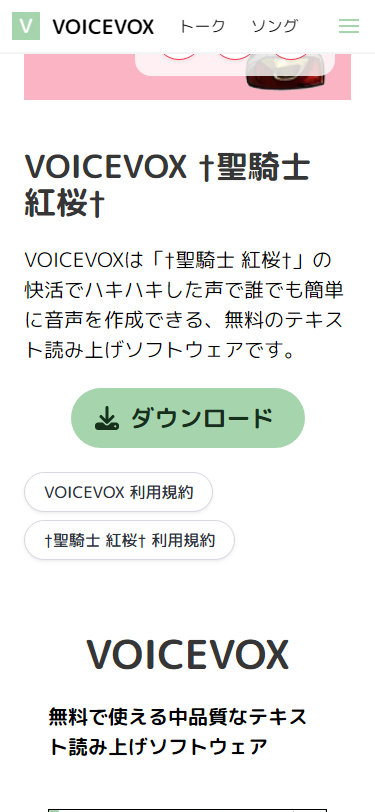 V VOICEVOX トーク ソング
VOICEVOX †聖騎士
紅桜†
VOICEVOXは「†聖騎士 紅桜†」の
快活でハキハキした声で誰でも簡単
に音声を作成できる、無料のテキス
ト読み上げソフトウェアです。
ダウンロード
VOICEVOX 利用規約
†聖騎士 紅桜† 利用規約
VOICEVOX
無料で使える中品質なテキス
ト読み上げソフトウェア